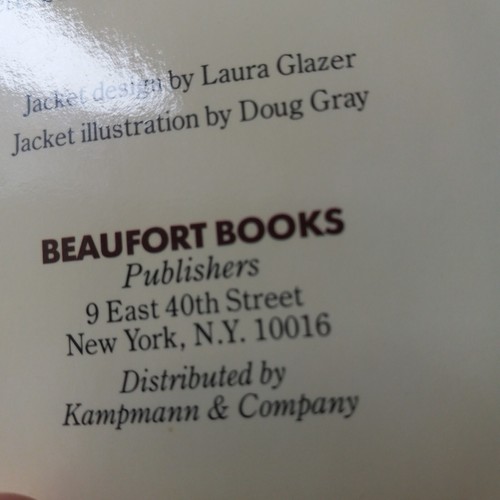 Jacket design by Laura Glazer
Jacket illustration by Doug Gray
BEAUFORT BOOKS
Publishers
9 East 40th Street
New York, N.Y. 10016
Distributed by
Kampmann & Company